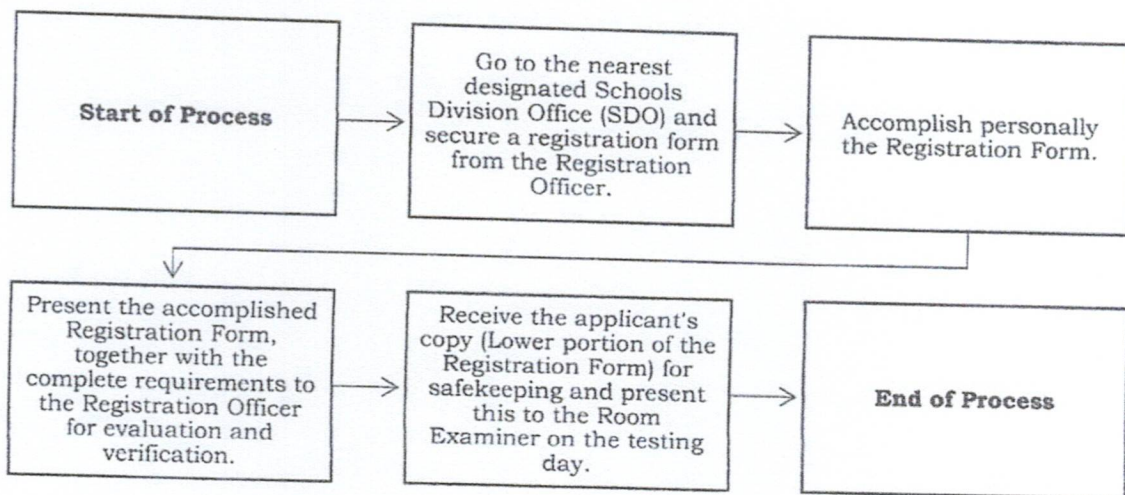 Start of Process
Go to the nearest
designated Schools
Division Office (SDO) and
secure a registration form
from the Registration
Officer.
Accomplish personally
the Registration Form.
Present the accomplished
Registration Form,
together with the
complete requirements to
the Registration Officer
for evaluation and
verification.
Receive the applicant's
copy (Lower portion of the
Registration Form) for
safekeeping and present
this to the Room
Examiner on the testing
day.
End of Process